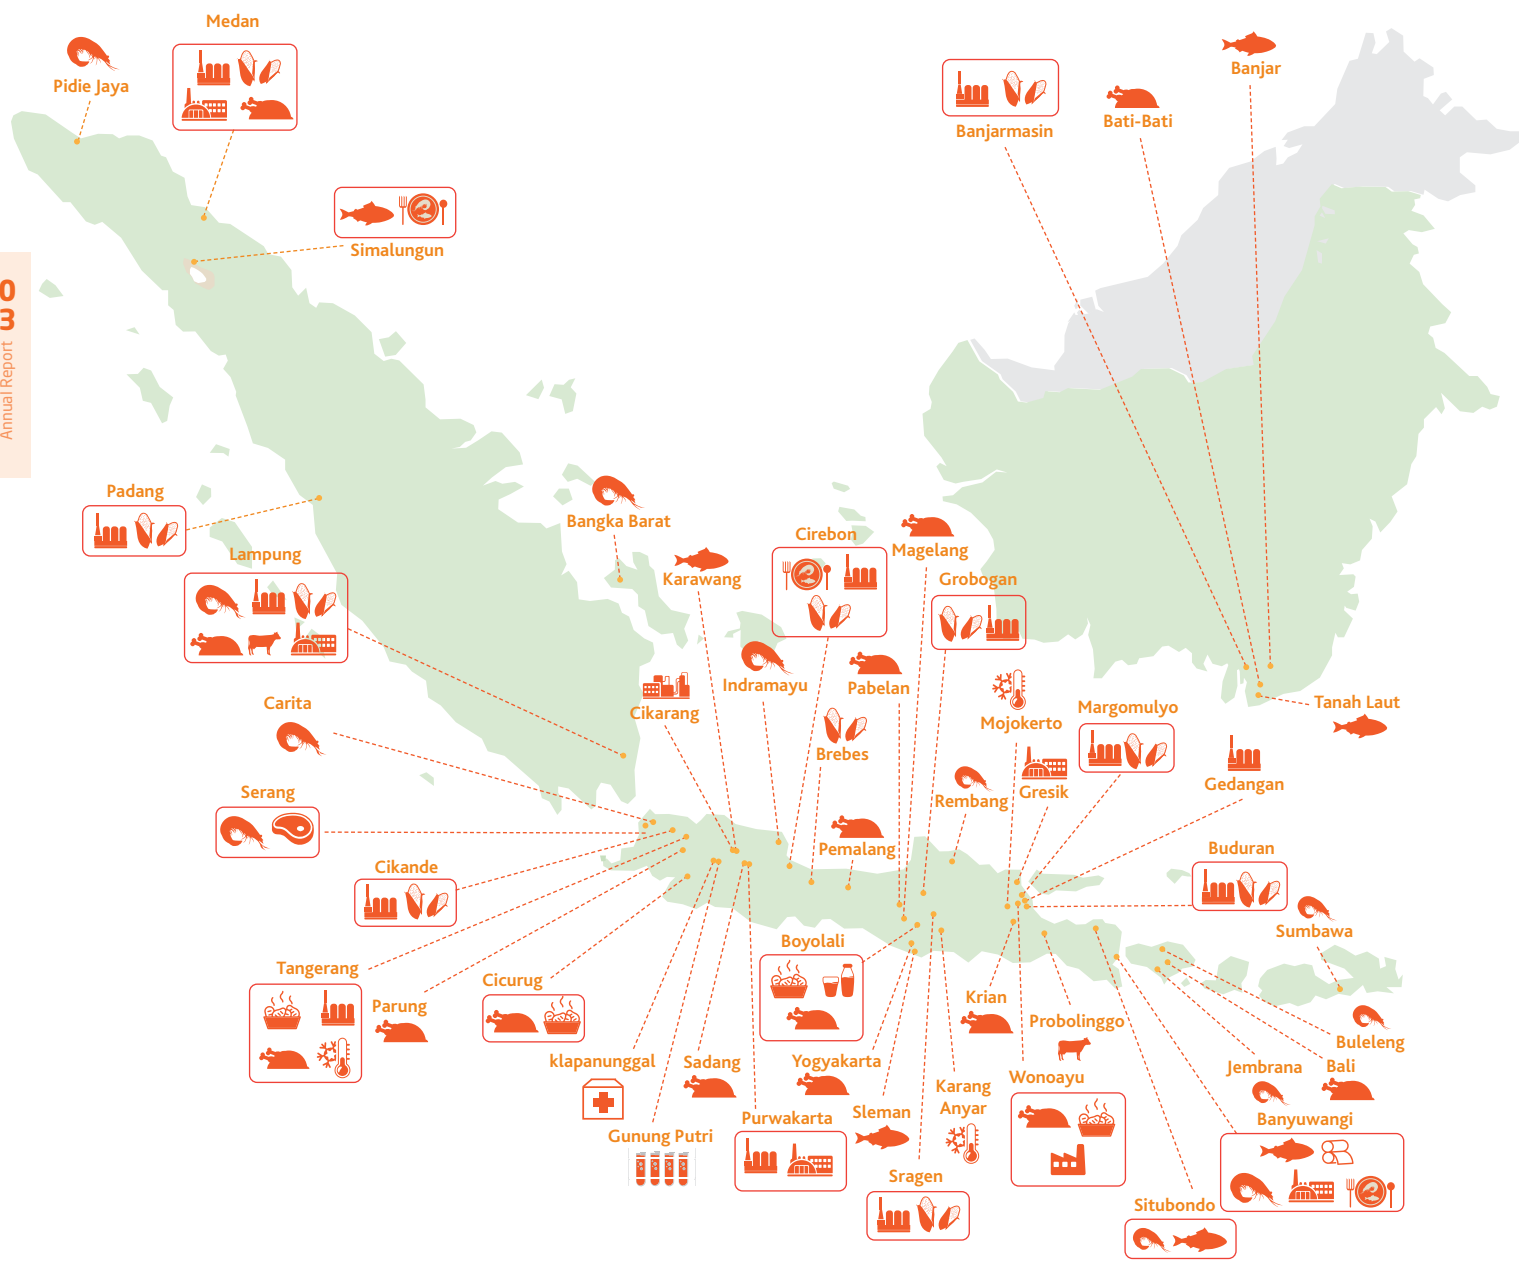 Medan
Pidie Jaya
Banjar
Banjarmasin
Bati-Bati
Simalungun
0
3
Annual Report
Padang
Lampung
Bangka Barat
Karawang
Cirebon
Magelang
Grobogan
Carita
Cikarang
Indramayu
Pabelan
Mojokerto
Margomulyo
Tanah Laut
Brebes
Serang
Rembang
Gresik
Gedangan
Pemalang
Cikande
Buduran
Sumbawa
Tangerang
Parung
Cicurug
Boyolali
Krian
Probolinggo
Buleleng
klapanunggal
Sadang
Yogyakarta
Karang
Anyar
Wonoayu
Jembrana
Bali
Gunung Putri
Purwakarta
Sleman
Banyuwangi
Sragen
Situbondo